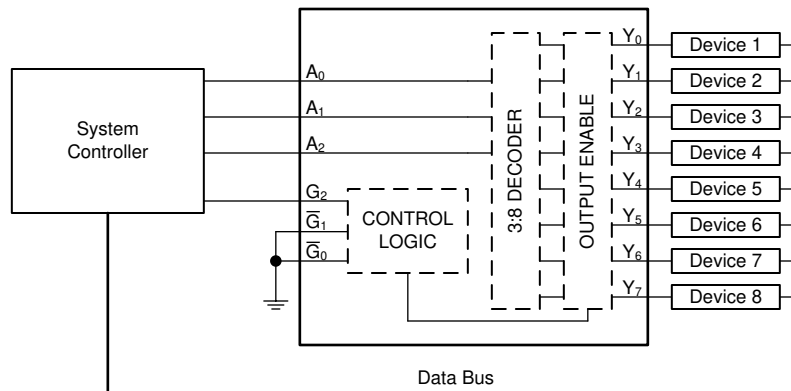 System
Controller
A0
A1
A2
G2
G̅1
G̅0
CONTROL
LOGIC
3:8 DECODER
OUTPUT ENABLE
Y0
Y1
Y2
Y3
Y4
Y5
Y6
Y7
Device 1
Device 2
Device 3
Device 4
Device 5
Device 6
Device 7
Device 8
Data Bus